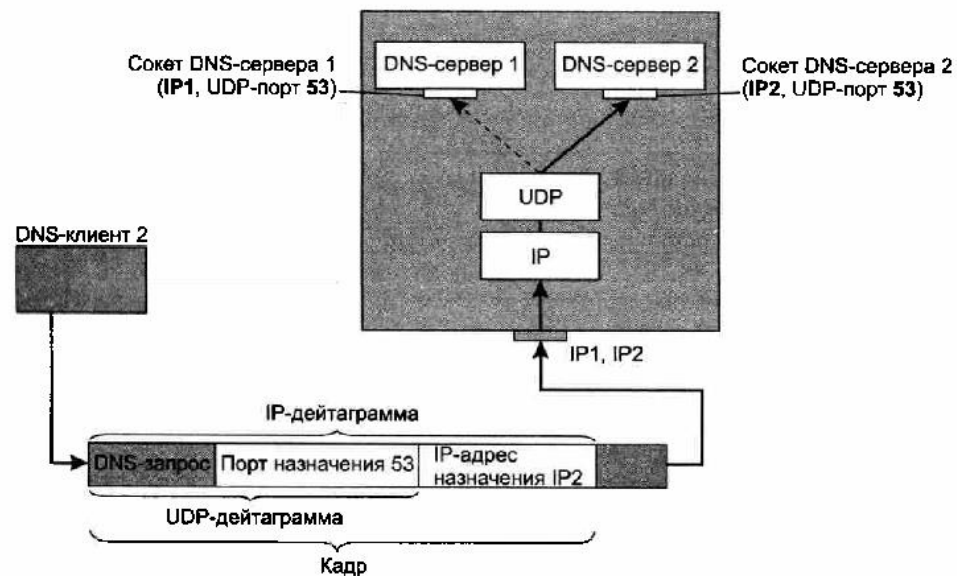 DNS-сервер 1
DNS-сервер 2
Сокет DNS-сервера 1
(IP1, UDP-порт 53)
Сокет DNS-сервера 2
(IP2, UDP-порт 53)
UDP
IP
DNS-клиент 2
IP1, IP2
IP-дейтаграмма
DNS-запрос
Порт назначения 53
IP-адрес
назначения IP2
UDP-дейтаграмма
Кадр